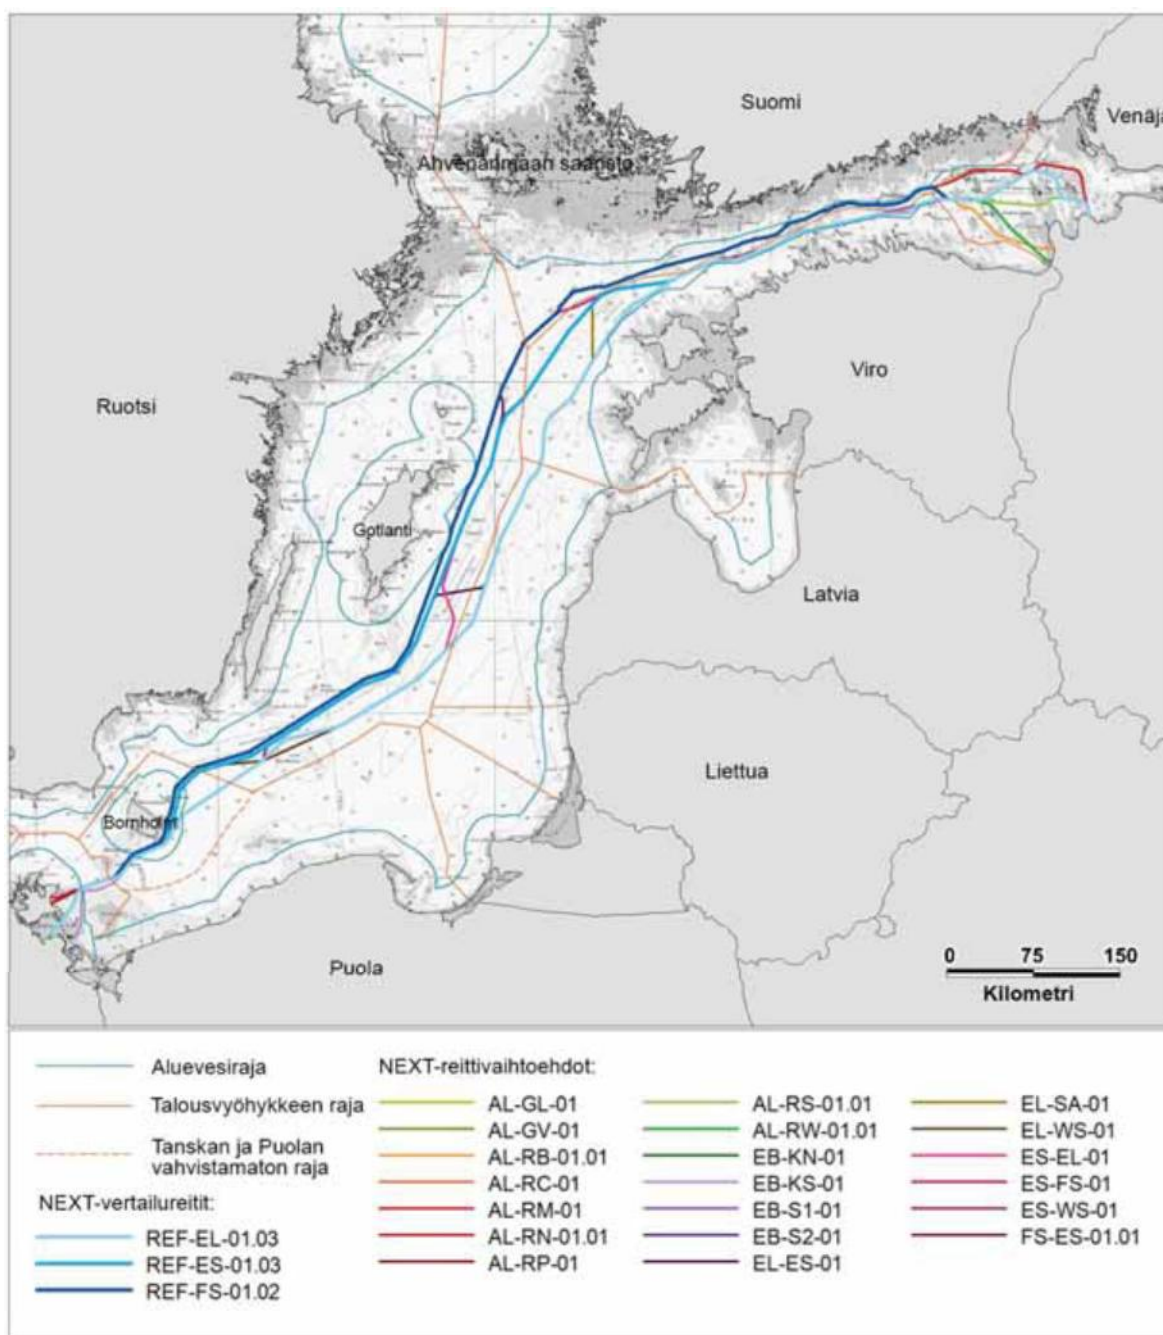 Suomi
Venäjä
Ahvenanmaan saaristo
Ruotsi
Viro
Gotlanti
Latvia
Liettua
Bornholm
Puola
0 75 150
Kilometri
Aluevesiraja
Talousvyöhykkeen raja
Tanskan ja Puolan
vahvistamaton raja
NEXT-vertailureitit:
REF-EL-01.03
REF-ES-01.03
REF-FS-01.02
NEXT-reittivaihtoehdot:
AL-GL-01
AL-GV-01
AL-RB-01.01
AL-RC-01
AL-RM-01
AL-RN-01.01
AL-RP-01
AL-RS-01.01
AL-RW-01.01
EB-KN-01
EB-KS-01
EB-S1-01
EB-S2-01
EL-ES-01
EL-SA-01
EL-WS-01
ES-EL-01
ES-FS-01
ES-WS-01
FS-ES-01.01